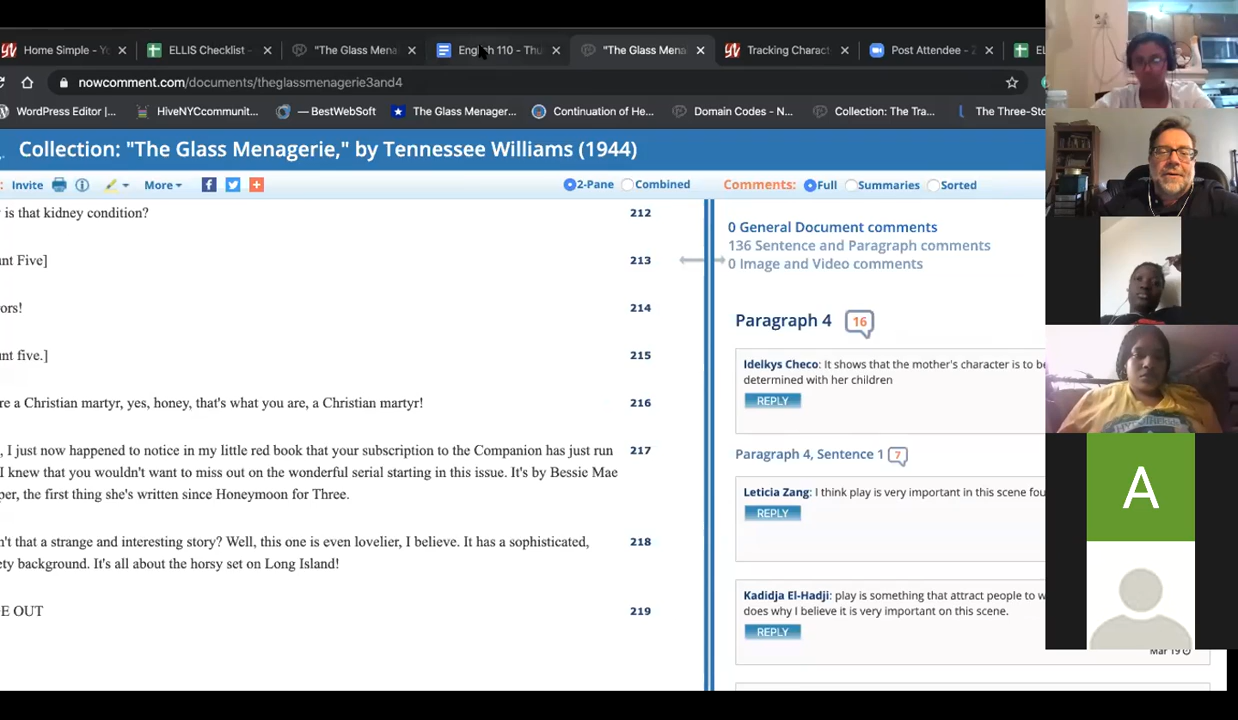 Home Simple - Y
ELLIS Checklist -
"The Glass Mena
English 110 - Thu
"The Glass Mena
Tracking Charact
Post Attendee - Z
EL
nowcomment.com/documents/theglassmenagerie3and4
WordPress Editor |...
HiveNYCcommunit...
— BestWebSoft
The Glass Menager...
Continuation of He...
Domain Codes - N...
Collection: The Tra...
The Three-Sto
Collection: "The Glass Menagerie," by Tennessee Williams (1944)
Invite
More
2-Pane
Combined
Comments:
Full
Summaries
Sorted
is that kidney condition?
212
nt Five]
213
ors!
214
nt five.]
215
re a Christian martyr, yes, honey, that's what you are, a Christian martyr!
216
, I just now happened to notice in my little red book that your subscription to the Companion has just run
217
I knew that you wouldn't want to miss out on the wonderful serial starting in this issue. It's by Bessie Mae
per, the first thing she's written since Honeymoon for Three.
n't that a strange and interesting story? Well, this one is even lovelier, I believe. It has a sophisticated,
218
ety background. It's all about the horsy set on Long Island!
E OUT
219
0 General Document comments
136 Sentence and Paragraph comments
0 Image and Video comments
Paragraph 4
16
Idelkys Checo: It shows that the mother's character is to be
determined with her children
REPLY
Paragraph 4, Sentence 1
7
Leticia Zang: I think play is very important in this scene fou
REPLY
Kadidja El-Hadji: play is something that attract people to w
does why I believe it is very important on this scene.
REPLY
Mar 19
A